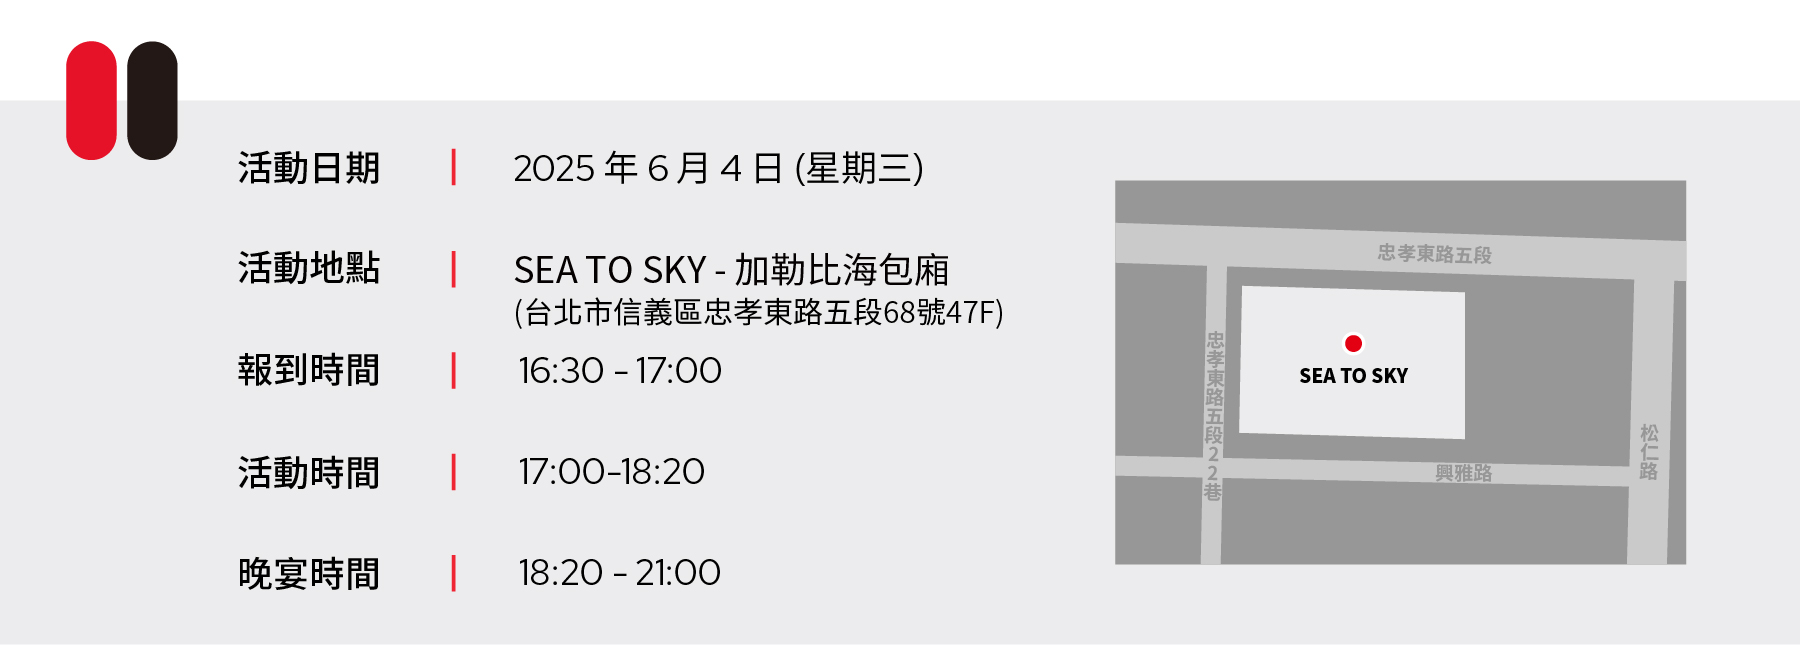 活動日期 | 2025 年 6 月 4 日 (星期三)
活動地點 | SEA TO SKY - 加勒比海包廂
(台北市信義區忠孝東路五段68號47F)
報到時間 | 16:30 - 17:00
活動時間 | 17:00-18:20
晚宴時間 | 18:20 - 21:00
忠孝東路五段
忠孝東路五段22巷
SEA TO SKY
松仁路
興雅路